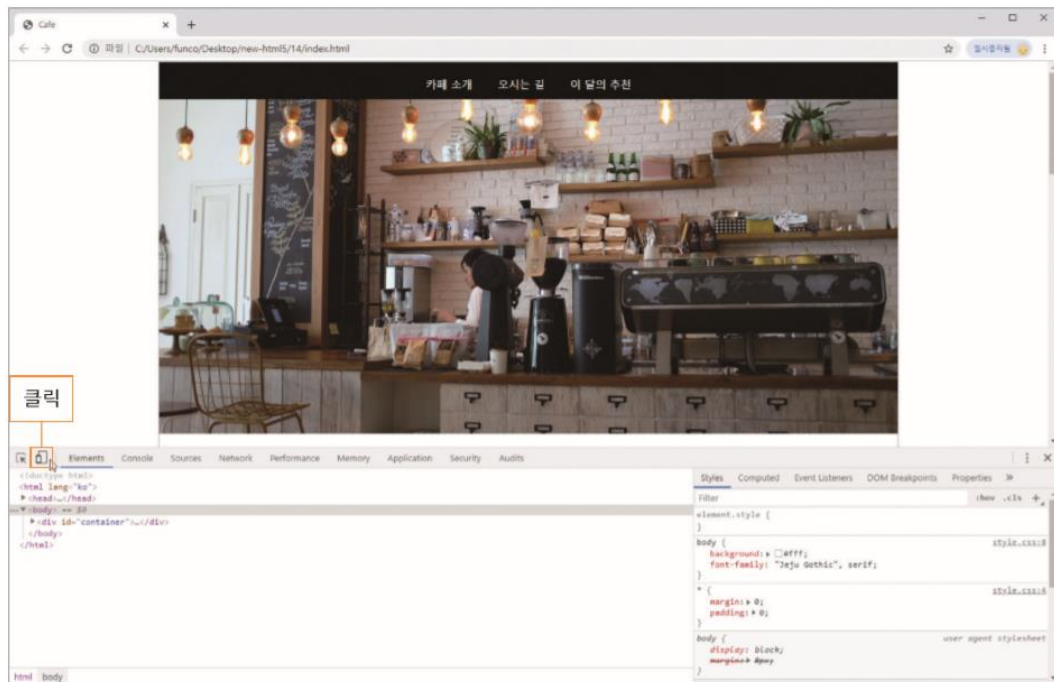 Cafe
파일 | C:/Users/funco/Desktop/new-html5/14/index.html
카페 소개 오시는 길 이 달의 추천
클릭
Elements Console Sources Network Performance Memory Application Security Audits
<!doctype html>
<html lang="ko">
<head>…</head>
<body> == $0
<div id="container">…</div>
</body>
</html>
html body
Styles Computed Event Listeners DOM Breakpoints Properties
Filter :hov .cls +
element.style {
}
body { style.css:8
background: #fff;
font-family: "Jeju Gothic", serif;
}
* { style.css:4
margin: 0;
padding: 0;
}
body { user agent stylesheet
display: block;
margin: 8px;
}